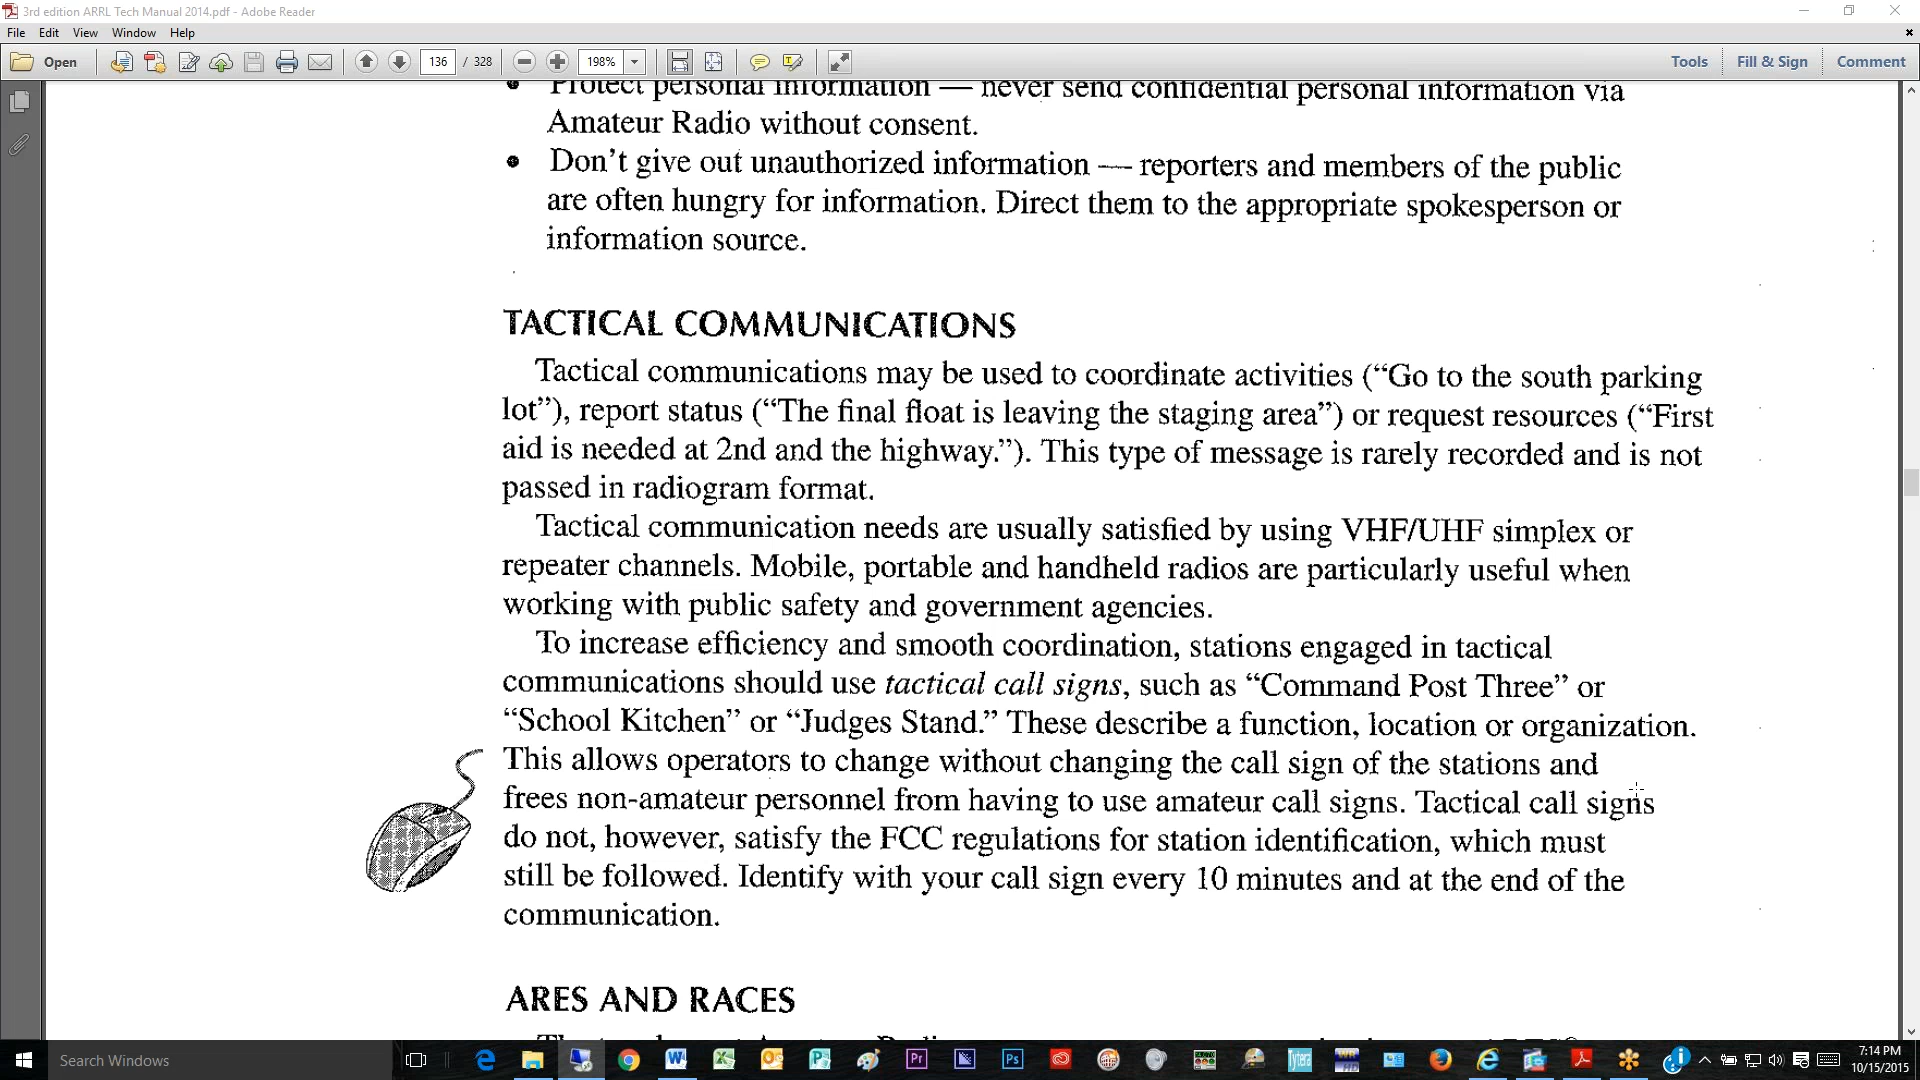 3rd edition ARRL Tech Manual 2014.pdf - Adobe Reader
File Edit View Window Help
Open 136 / 328 198% Tools Fill & Sign Comment
• Protect personal information — never send confidential personal information via
Amateur Radio without consent.
• Don't give out unauthorized information — reporters and members of the public
are often hungry for information. Direct them to the appropriate spokesperson or
information source.
TACTICAL COMMUNICATIONS
Tactical communications may be used to coordinate activities (“Go to the south parking
lot”), report status (“The final float is leaving the staging area”) or request resources (“First
aid is needed at 2nd and the highway.”). This type of message is rarely recorded and is not
passed in radiogram format.
Tactical communication needs are usually satisfied by using VHF/UHF simplex or
repeater channels. Mobile, portable and handheld radios are particularly useful when
working with public safety and government agencies.
To increase efficiency and smooth coordination, stations engaged in tactical
communications should use tactical call signs, such as “Command Post Three” or
“School Kitchen” or “Judges Stand.” These describe a function, location or organization.
This allows operators to change without changing the call sign of the stations and
frees non-amateur personnel from having to use amateur call signs. Tactical call signs
do not, however, satisfy the FCC regulations for station identification, which must
still be followed. Identify with your call sign every 10 minutes and at the end of the
communication.
ARES AND RACES
Search Windows
Pr Ps Tytera
7:14 PM
10/15/2015